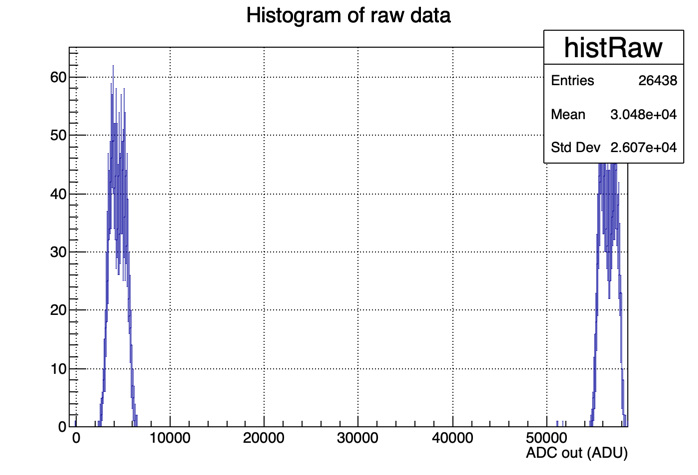 Histogram of raw data
histRaw
Entries 26438
Mean 3.048e+04
Std Dev 2.607e+04
60
50
40
30
20
10
0
0 10000 20000 30000 40000 50000
ADC out (ADU)